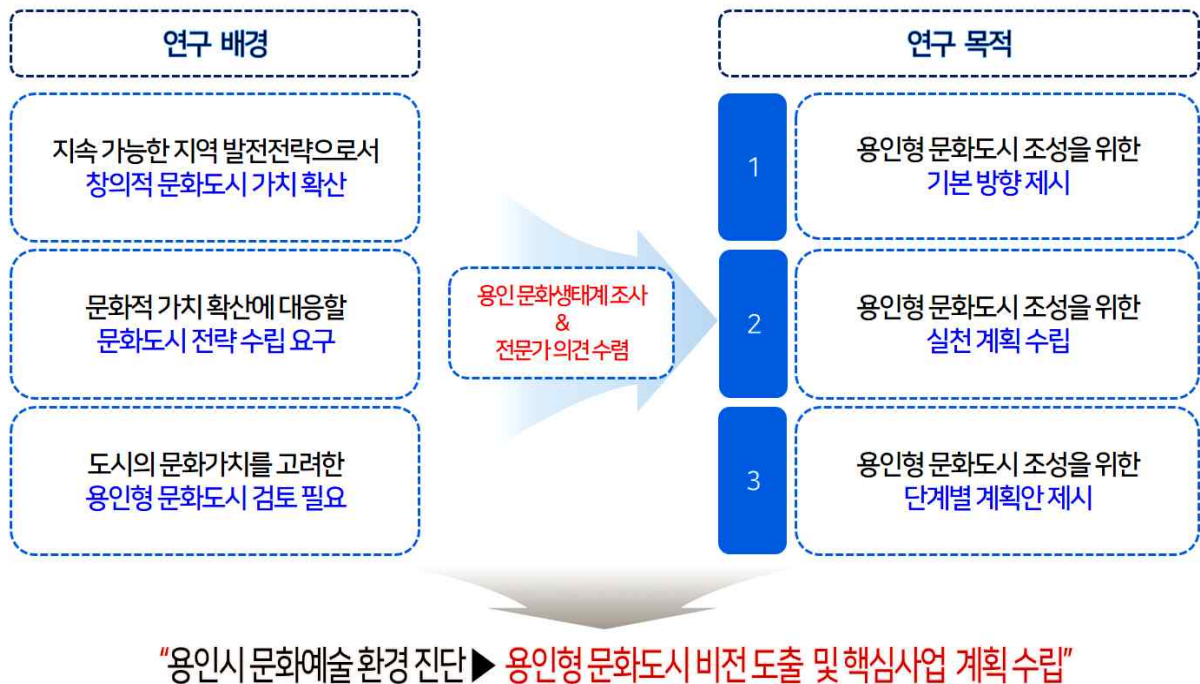 연구 배경
지속 가능한 지역 발전전략으로서
창의적 문화도시 가치 확산
문화적 가치 확산에 대응할
문화도시 전략 수립 요구
도시의 문화가치를 고려한
용인형 문화도시 검토 필요
용인 문화생태계 조사
&
전문가 의견 수렴
연구 목적
1
용인형 문화도시 조성을 위한
기본 방향 제시
2
용인형 문화도시 조성을 위한
실천 계획 수립
3
용인형 문화도시 조성을 위한
단계별 계획안 제시
"용인시 문화예술 환경 진단 ▶ 용인형 문화도시 비전 도출 및 핵심사업 계획 수립"